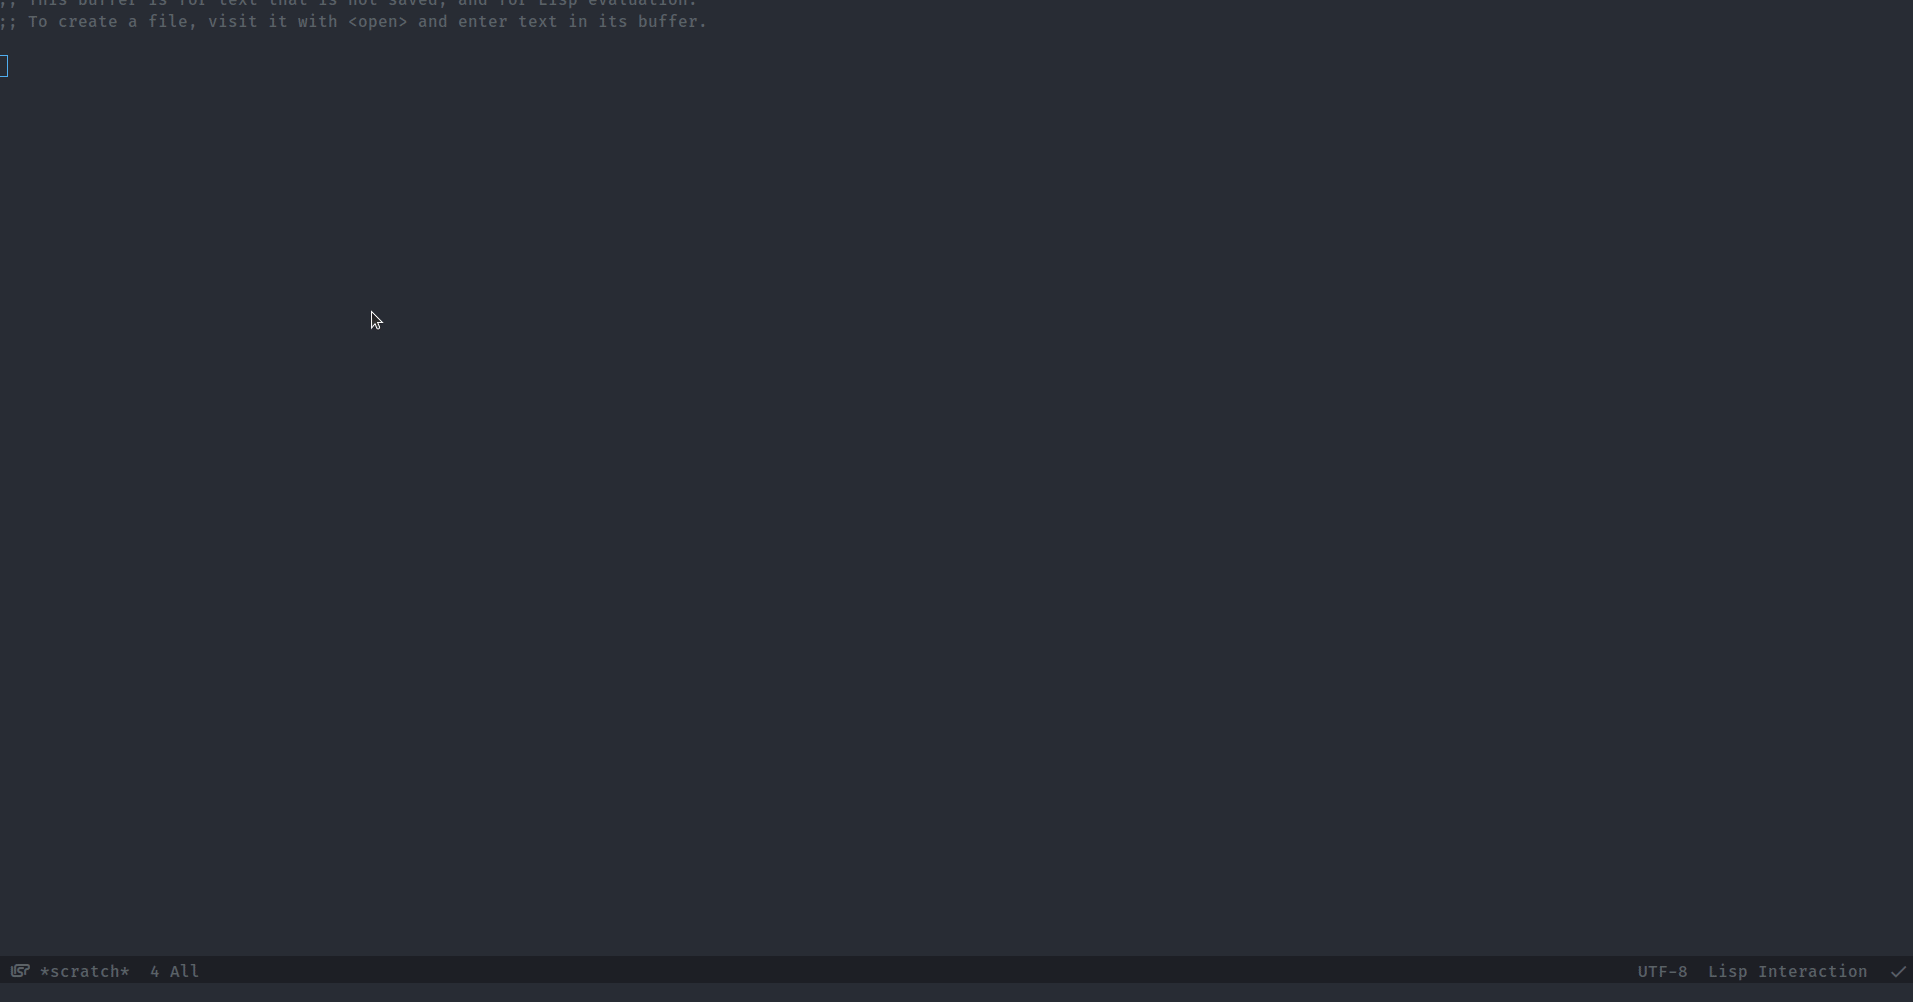 ;; This buffer is for text that is not saved, and for Lisp evaluation.
;; To create a file, visit it with <open> and enter text in its buffer.
LISP *scratch* 4 All UTF-8 Lisp Interaction